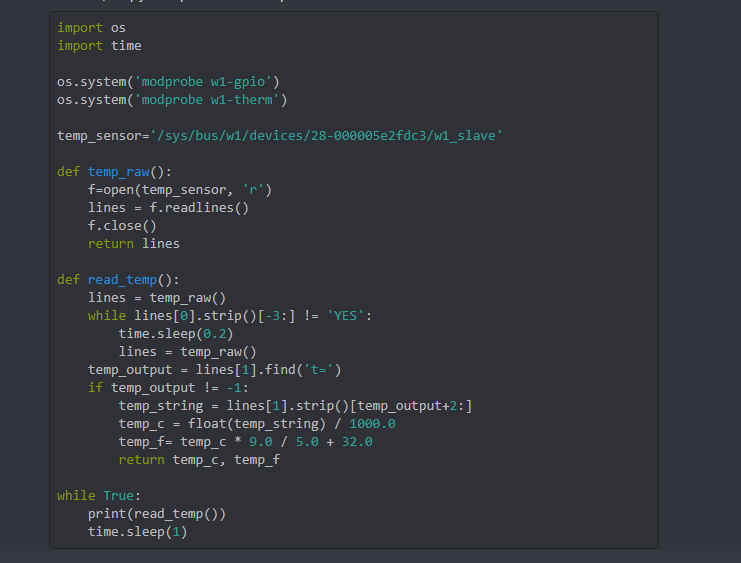 import os
import time
os.system('modprobe w1-gpio')
os.system('modprobe w1-therm')
temp_sensor='/sys/bus/w1/devices/28-000005e2fdc3/w1_slave'
def temp_raw():
    f=open(temp_sensor, 'r')
    lines = f.readlines()
    f.close()
    return lines
def read_temp():
    lines = temp_raw()
    while lines[0].strip()[-3:] != 'YES':
        time.sleep(0.2)
        lines = temp_raw()
    temp_output = lines[1].find('t=')
    if temp_output != -1:
        temp_string = lines[1].strip()[temp_output+2:]
        temp_c = float(temp_string) / 1000.0
        temp_f= temp_c * 9.0 / 5.0 + 32.0
        return temp_c, temp_f
while True:
    print(read_temp())
    time.sleep(1)